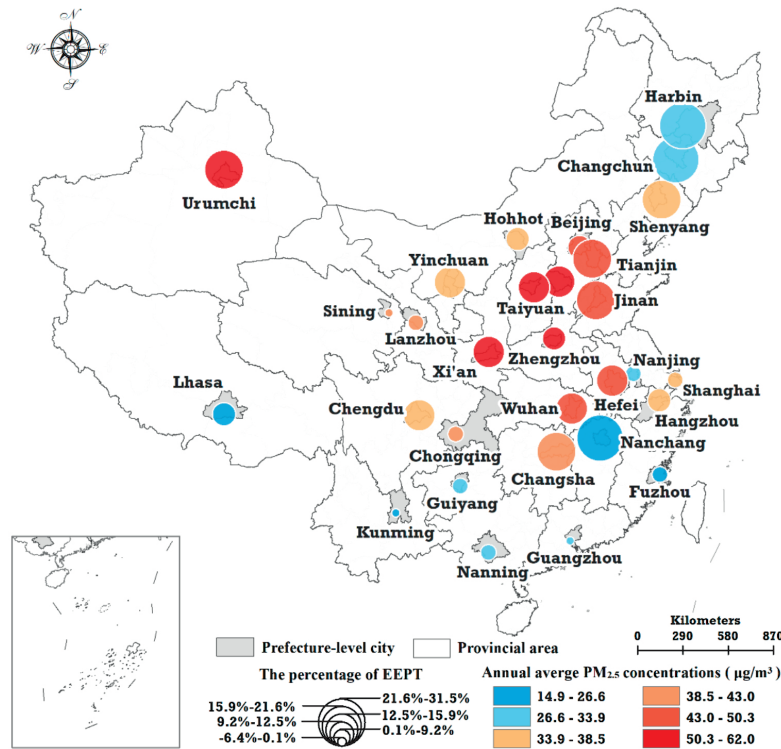 N
W E
S
Harbin
Changchun
Urumchi
Shenyang
Hohhot
Beijing
Yinchuan
Tianjin
Sining
Taiyuan
Jinan
Lanzhou
Zhengzhou
Nanjing
Xi'an
Lhasa
Shanghai
Chengdu
Wuhan
Hefei
Hangzhou
Chongqing
Nanchang
Changsha
Guiyang
Fuzhou
Kunming
Guangzhou
Nanning
Kilometers
0 290 580 870
Prefecture-level city
Provincial area
The percentage of EEPT
21.6%-31.5%
15.9%-21.6%
12.5%-15.9%
9.2%-12.5%
0.1%-9.2%
-6.4%-0.1%
Annual averge PM2.5 concentrations ( μg/m³ )
14.9 - 26.6
38.5 - 43.0
26.6 - 33.9
43.0 - 50.3
33.9 - 38.5
50.3 - 62.0